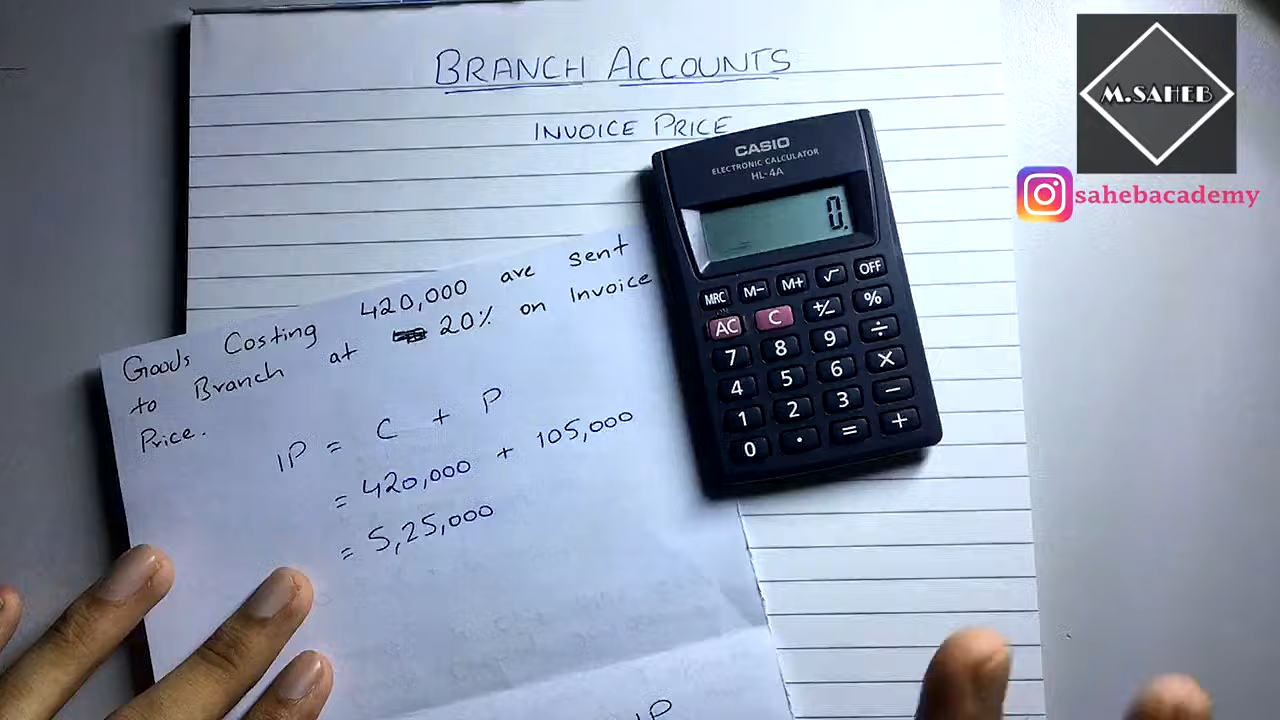 BRANCH ACCOUNTS
INVOICE PRICE
M.SAHEB
sahebacademy
CASIO
ELECTRONIC CALCULATOR
HL-4A
0.
MRC M− M+ √ OFF
AC C +/− %
7 8 9 ÷
4 5 6 ×
1 2 3 −
0 · = +
Goods Costing 420,000 are sent
to Branch at 20% on Invoice
Price.
IP = C + P
= 420,000 + 105,000
= 5,25,000
IP